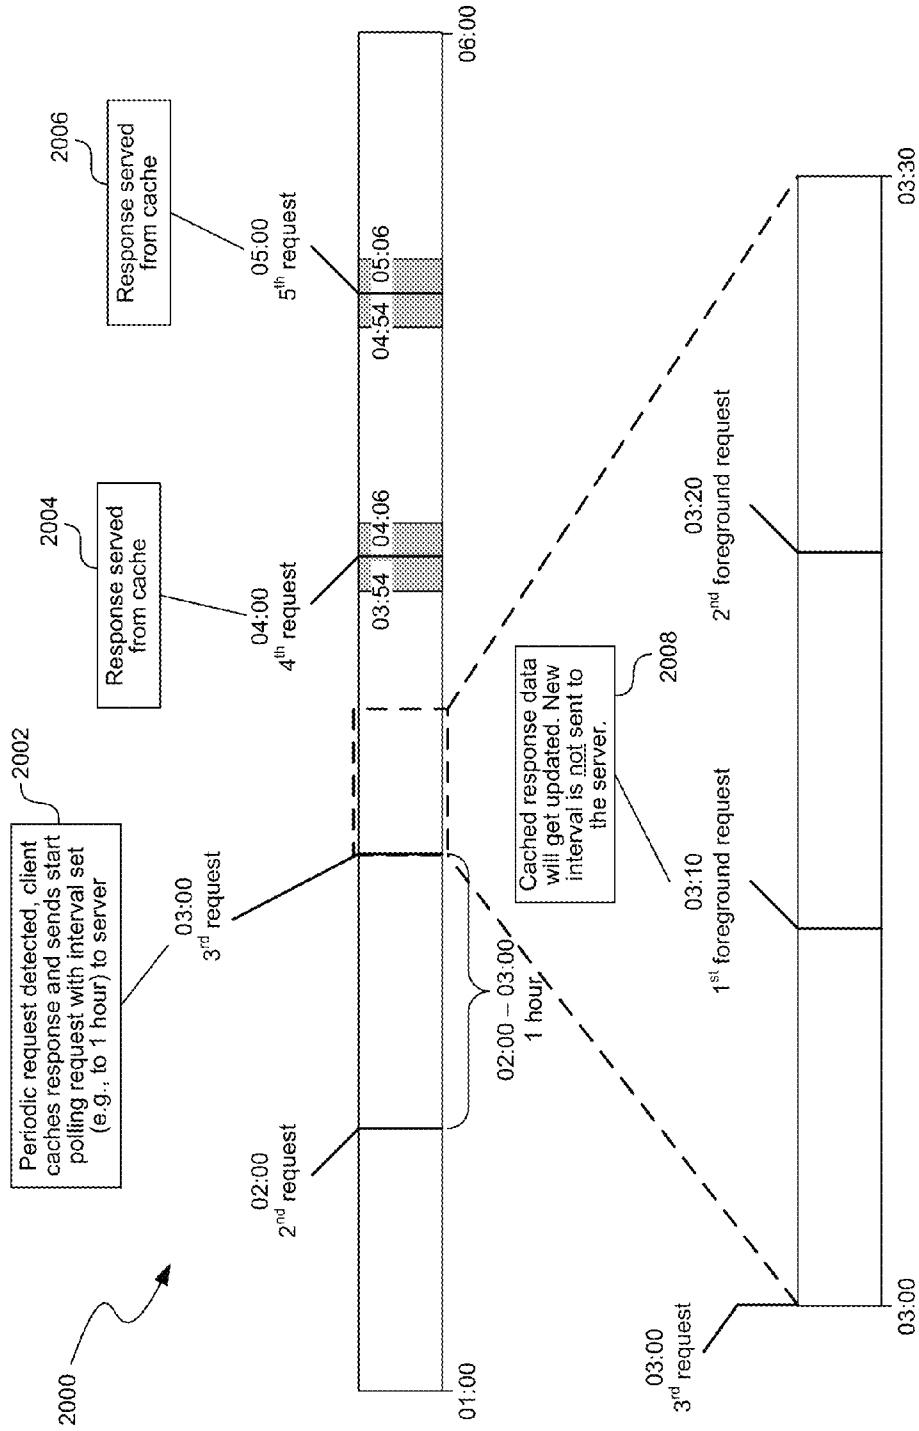 2000
2002
Periodic request detected, client
caches response and sends start
polling request with interval set
(e.g., to 1 hour) to server
2004
Response served
from cache
2006
Response served
from cache
02:00
2nd request
03:00
3rd request
04:00
4th request
05:00
5th request
03:54
04:06
04:54
05:06
01:00
06:00
02:00 – 03:00
1 hour
Cached response data
will get updated. New
interval is not sent to
the server.
2008
03:00
3rd request
03:10
1st foreground request
03:20
2nd foreground request
03:00
03:30